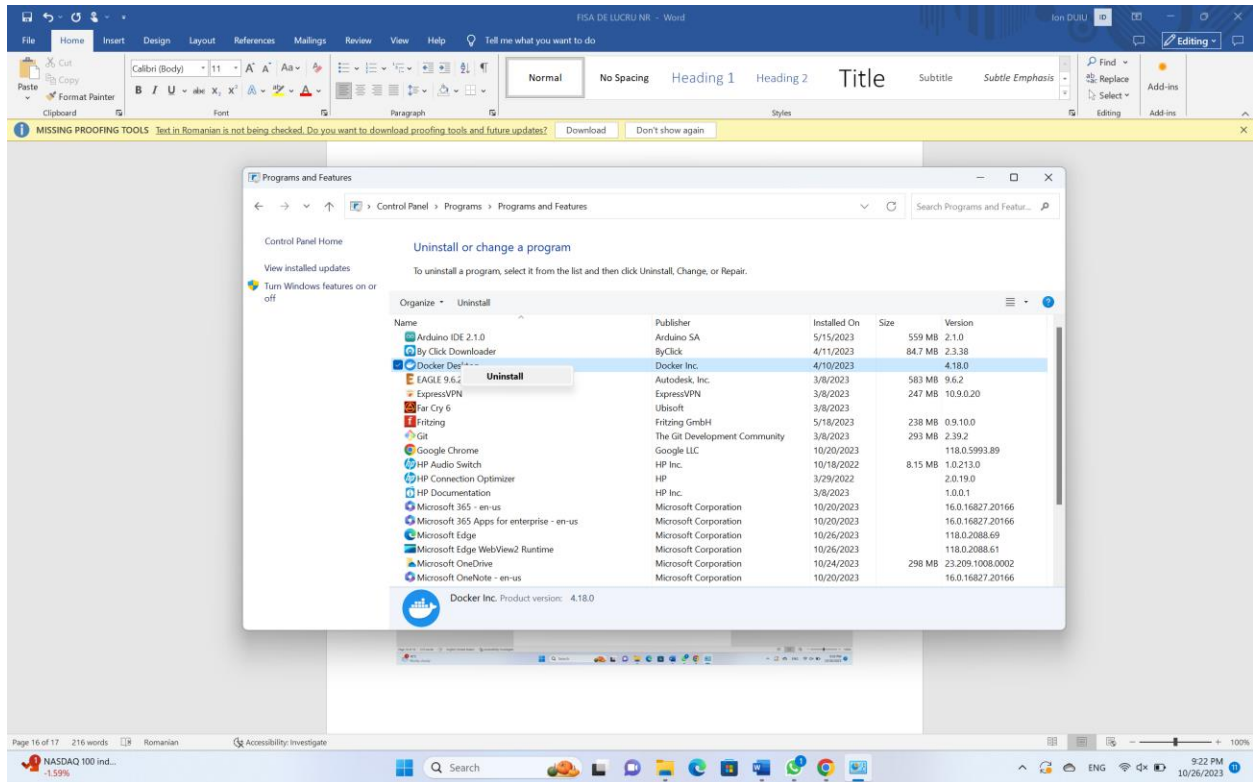 FISA DE LUCRU NR - Word
Ion DUIU ID
File Home Insert Design Layout References Mailings Review View Help Tell me what you want to do Editing
Paste
Cut
Copy
Format Painter
Clipboard
Calibri (Body) 11
Font
Paragraph
Normal No Spacing Heading 1 Heading 2 Title Subtitle Subtle Emphasis
Styles
Find
Replace
Select
Editing
Add-ins
Add-ins
MISSING PROOFING TOOLS Text in Romanian is not being checked. Do you want to download proofing tools and future updates? Download Don't show again
Programs and Features
Control Panel > Programs > Programs and Features
Search Programs and Featur...
Control Panel Home
View installed updates
Turn Windows features on or
off
Uninstall or change a program
To uninstall a program, select it from the list and then click Uninstall, Change, or Repair.
Organize Uninstall
Name Publisher Installed On Size Version
Arduino IDE 2.1.0 Arduino SA 5/15/2023 559 MB 2.1.0
By Click Downloader ByClick 4/11/2023 84.7 MB 2.3.38
Docker Docker Inc. 4/10/2023 4.18.0
Uninstall
EAGLE 9.6.2 Autodesk, Inc. 3/8/2023 583 MB 9.6.2
ExpressVPN ExpressVPN 3/8/2023 247 MB 10.9.0.20
Far Cry 6 Ubisoft 3/8/2023
Fritzing Fritzing GmbH 5/18/2023 238 MB 0.9.10.0
Git The Git Development Community 3/8/2023 293 MB 2.39.2
Google Chrome Google LLC 10/20/2023 118.0.5993.89
HP Audio Switch HP Inc. 10/18/2022 8.15 MB 1.0.213.0
HP Connection Optimizer HP 3/29/2022 2.0.19.0
HP Documentation HP Inc. 3/8/2023 1.0.0.1
Microsoft 365 - en-us Microsoft Corporation 10/20/2023 16.0.16827.20166
Microsoft 365 Apps for enterprise - en-us Microsoft Corporation 10/20/2023 16.0.16827.20166
Microsoft Edge Microsoft Corporation 10/26/2023 118.0.2088.69
Microsoft Edge WebView2 Runtime Microsoft Corporation 10/26/2023 118.0.2088.61
Microsoft OneDrive Microsoft Corporation 10/24/2023 298 MB 23.209.1008.0002
Microsoft OneNote - en-us Microsoft Corporation 10/20/2023 16.0.16827.20166
Docker Inc. Product version: 4.18.0
Page 16 of 17 216 words Romanian Accessibility: Investigate 100%
NASDAQ 100 ind...
-1.59%
Search
ENG
9:22 PM
10/26/2023
11